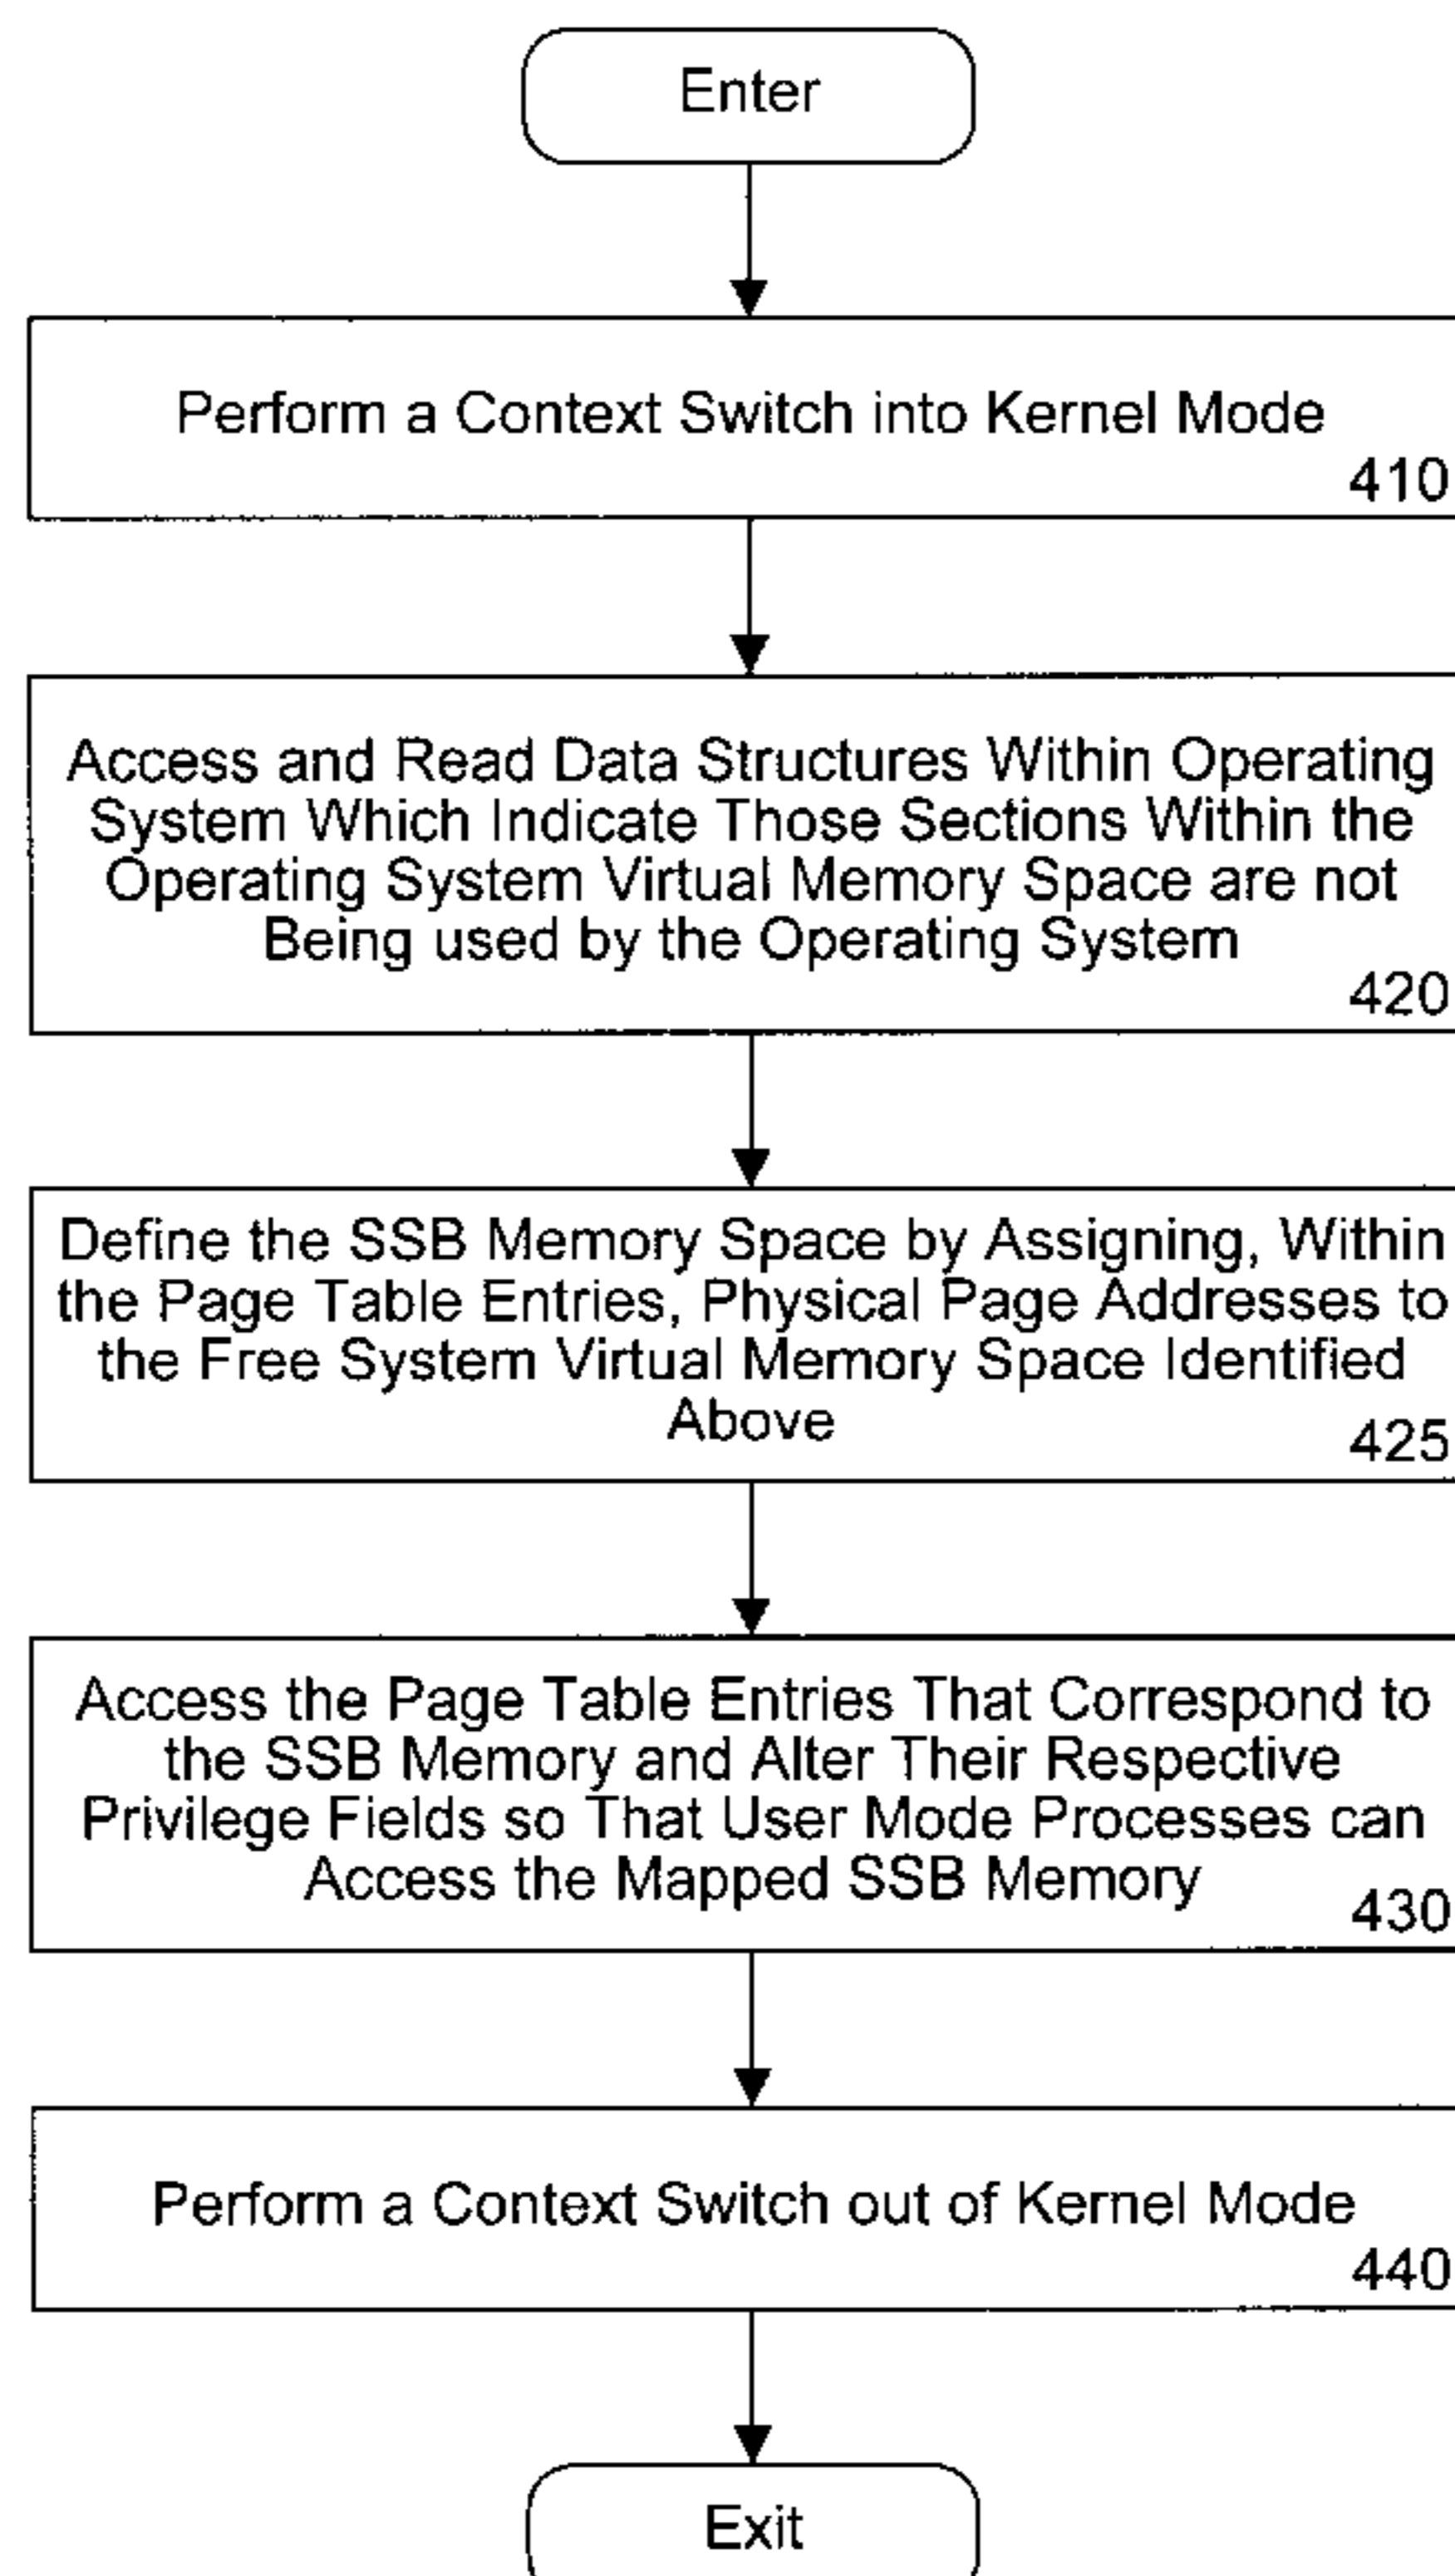 Enter
Perform a Context Switch into Kernel Mode
410
Access and Read Data Structures Within Operating
System Which Indicate Those Sections Within the
Operating System Virtual Memory Space are not
Being used by the Operating System
420
Define the SSB Memory Space by Assigning, Within
the Page Table Entries, Physical Page Addresses to
the Free System Virtual Memory Space Identified
Above
425
Access the Page Table Entries That Correspond to
the SSB Memory and Alter Their Respective
Privilege Fields so That User Mode Processes can
Access the Mapped SSB Memory
430
Perform a Context Switch out of Kernel Mode
440
Exit